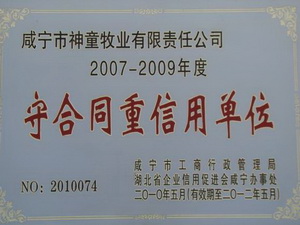 咸宁市神童牧业有限责任公司
2007-2009年度
守合同重信用单位
咸宁市工商行政管理局
湖北省企业信用促进会咸宁办事处
NO: 2010074
二〇一〇年五月(有效期至二〇一二年五月)